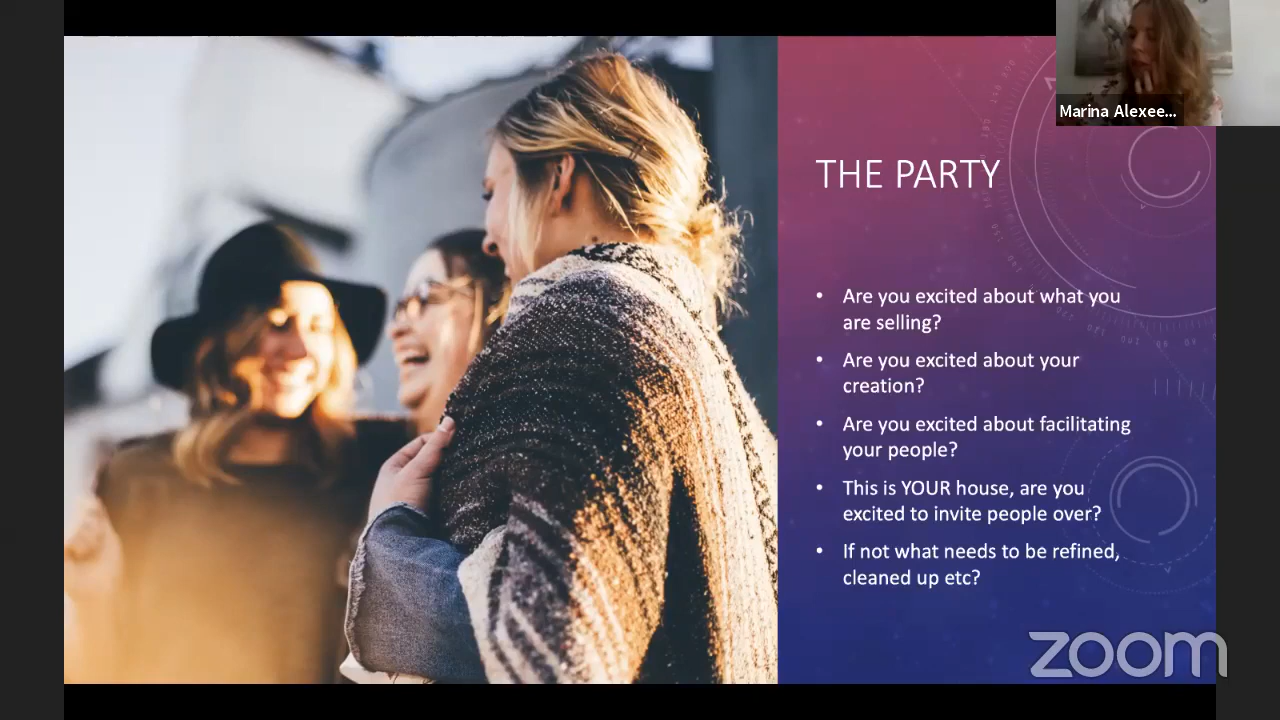 Marina Alexee...
THE PARTY
• Are you excited about what you
are selling?
• Are you excited about your
creation?
• Are you excited about facilitating
your people?
• This is YOUR house, are you
excited to invite people over?
• If not what needs to be refined,
cleaned up etc?
zoom